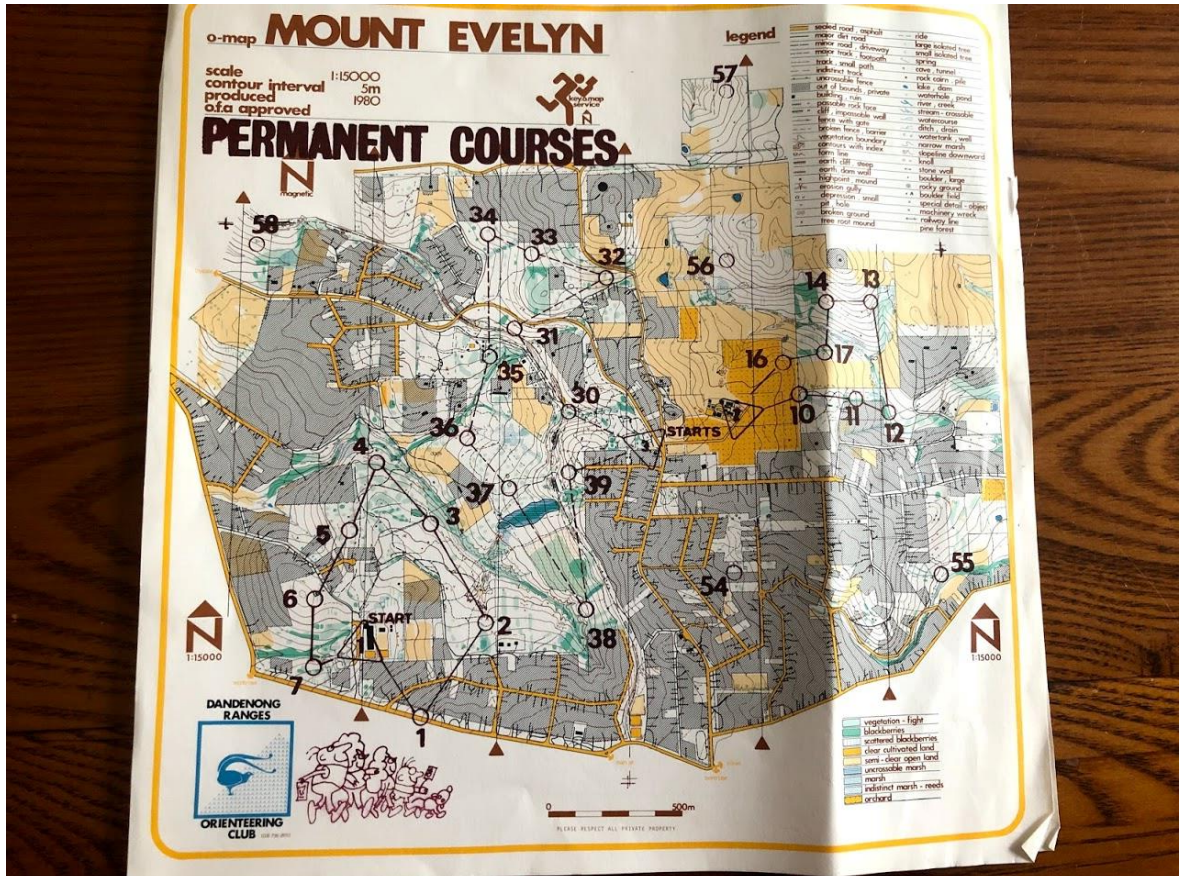 o-map MOUNT EVELYN
scale 1:15000
contour interval 5m
produced 1980
o.f.a approved
key & map
service
N
PERMANENT COURSES
N
magnetic
legend
sealed road, asphalt
major dirt road
minor road, driveway
major track, footpath
track, small path
indistinct track
uncrossable fence
out of bounds, private
building, ruin
passable rock face
cliff, impassable wall
fence with gate
broken fence, barrier
vegetation boundary
contours with index
form line
earth cliff, steep
earth dam wall
highpoint, mound
erosion gully
depression, small
pit, hole
broken ground
tree root mound
ride
large isolated tree
small isolated tree
spring
cave, tunnel
rock cairn, pile
lake, dam
waterhole, pond
river, creek
stream - crossable
watercourse
ditch, drain
watertank, well
narrow marsh
slopeline downward
knoll
stone wall
boulder, large
rocky ground
boulder field
special detail - object
machinery wreck
railway line
pine forest
57
58
34
33
32
56
14
13
31
35
16
17
30
10
11
12
STARTS
36
4
37
39
3
5
54
55
6
START
2
38
7
1
N
1:15000
N
1:15000
DANDENONG
RANGES
ORIENTEERING
CLUB
vegetation - fight
blackberries
scattered blackberries
clear cultivated land
semi-clear open land
uncrossable marsh
marsh
indistinct marsh - reeds
orchard
0 500m
PLEASE RESPECT ALL PRIVATE PROPERTY